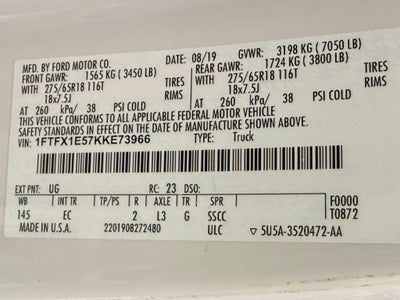 MFD. BY FORD MOTOR CO.
DATE: 08/19 GVWR: 3198 KG (7050 LB)
FRONT GAWR: 1565 KG (3450 LB) REAR GAWR: 1724 KG (3800 LB)
WITH 275/65R18 116T TIRES WITH 275/65R18 116T TIRES
18x7.5J RIMS 18x7.5J RIMS
AT 260 kPa/ 38 PSI COLD AT 260 kPa/ 38 PSI COLD
THIS VEHICLE CONFORMS TO ALL APPLICABLE FEDERAL MOTOR VEHICLE
SAFETY STANDARDS IN EFFECT ON THE DATE OF MANUFACTURE SHOWN ABOVE.
VIN: 1FTFX1E57KKE73966 TYPE: Truck
EXT PNT: UG RC: 23 DSO:
WB INT TR TP/PS R AXLE TR SPR F0000
145 EC 2 L3 G SSCC T0872
MADE IN U.S.A. 2201908272480 ULC 5U5A-3520472-AA